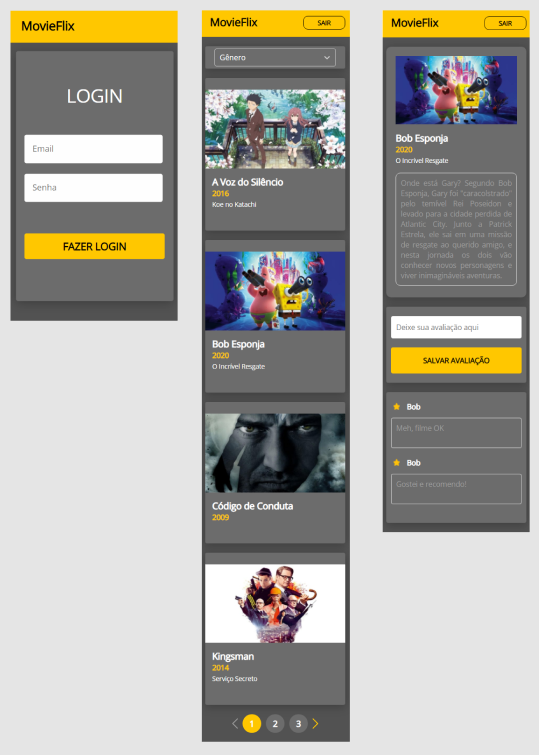 MovieFlix
LOGIN
Email
Senha
FAZER LOGIN
MovieFlix
SAIR
Gênero
A Voz do Silêncio
2016
Koe no Katachi
Bob Esponja
2020
O Incrível Resgate
Código de Conduta
2009
Kingsman
2014
Serviço Secreto
1 2 3
MovieFlix
SAIR
Bob Esponja
2020
O Incrível Resgate
Onde está Gary? Segundo Bob
Esponja, Gary foi "caracolstrado"
pelo temível Rei Poseidon e
levado para a cidade perdida de
Atlantic City. Junto a Patrick
Estrela, ele sai em uma missão
de resgate ao querido amigo, e
nesta jornada os dois vão
conhecer novos personagens e
viver inimagináveis aventuras.
Deixe sua avaliação aqui
SALVAR AVALIAÇÃO
Bob
Meh, filme OK
Bob
Gostei e recomendo!